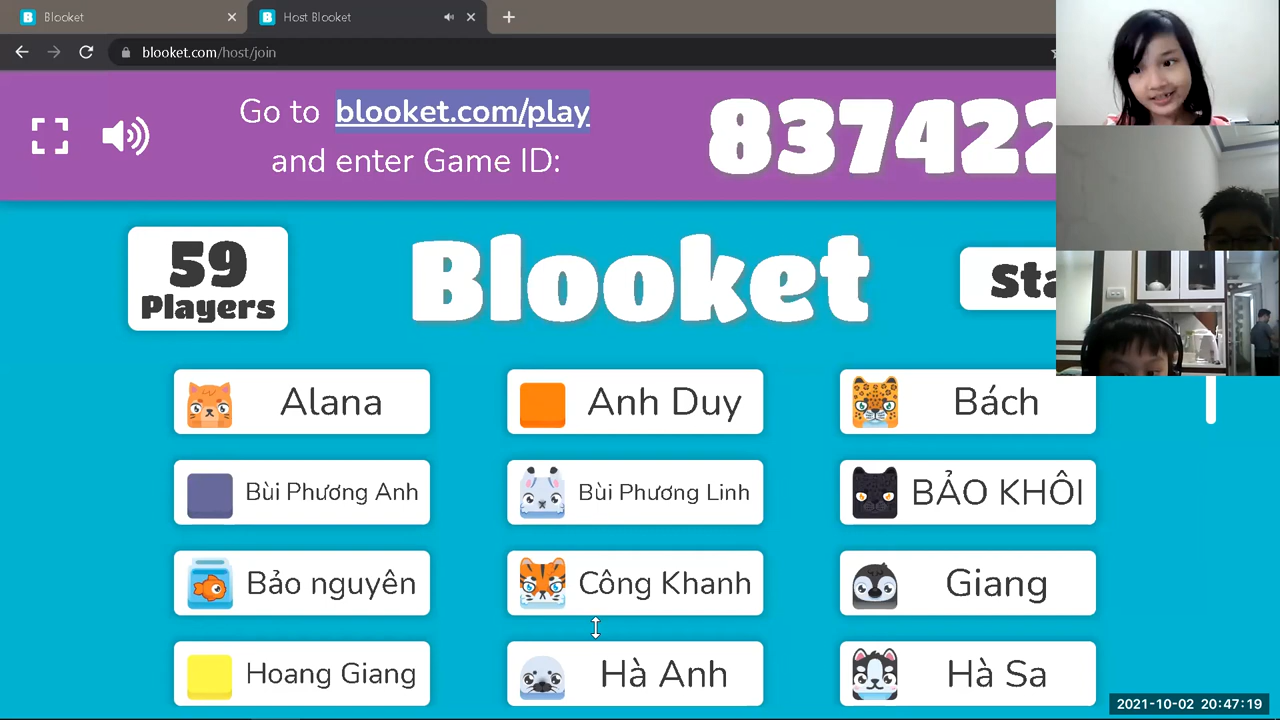 Blooket
Host Blooket
blooket.com/host/join
Go to blooket.com/play
and enter Game ID:
837422
59
Players
Blooket
Sta
Alana
Anh Duy
Bách
Bùi Phương Anh
Bùi Phương Linh
BẢO KHÔI
Bảo nguyên
Công Khanh
Giang
Hoang Giang
Hà Anh
Hà Sa
2021-10-02 20:47:19